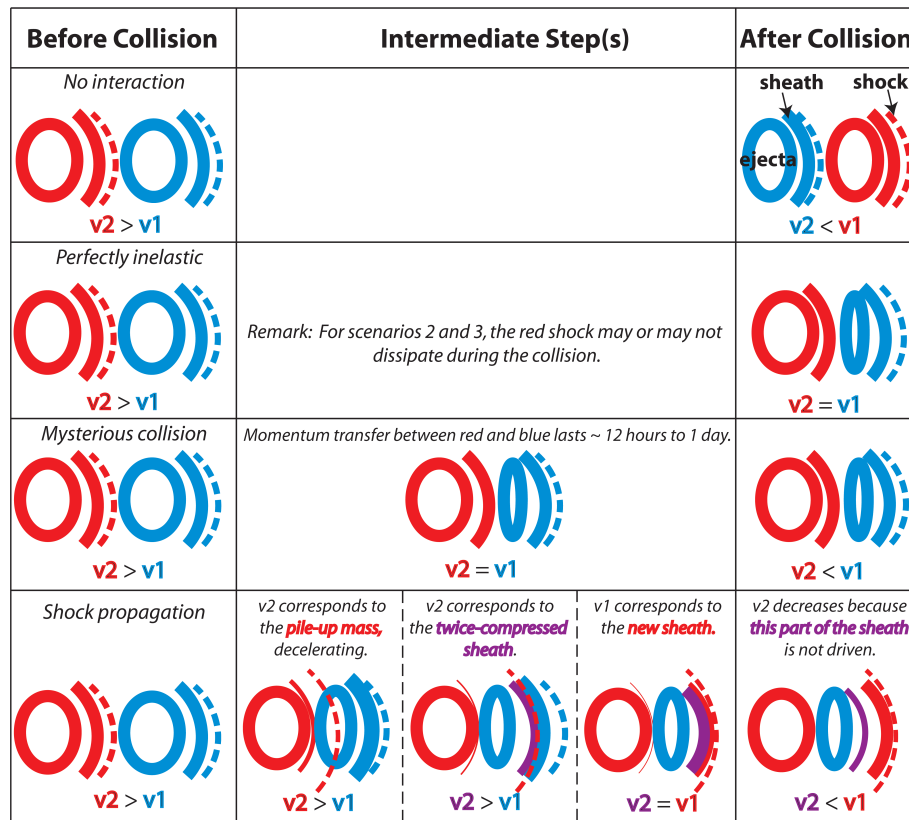 Before Collision
Intermediate Step(s)
After Collision
No interaction
v2 > v1
sheath
shock
ejecta
v2 < v1
Perfectly inelastic
v2 > v1
Remark: For scenarios 2 and 3, the red shock may or may not
dissipate during the collision.
v2 = v1
Mysterious collision
v2 > v1
Momentum transfer between red and blue lasts ~ 12 hours to 1 day.
v2 = v1
v2 < v1
Shock propagation
v2 > v1
v2 corresponds to
the pile-up mass,
decelerating.
v2 > v1
v2 corresponds to
the twice-compressed
sheath.
v2 > v1
v1 corresponds to
the new sheath.
v2 = v1
v2 decreases because
this part of the sheath
is not driven.
v2 < v1